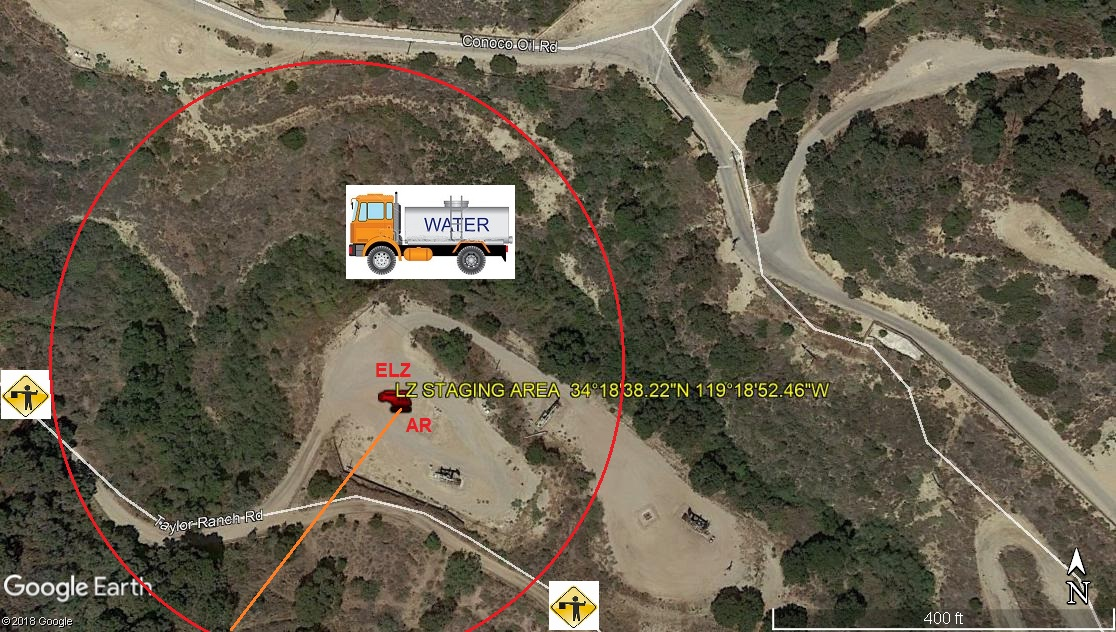 Conoco Oil Rd
WATER
ELZ
LZ STAGING AREA 34°18'38.22"N 119°18'52.46"W
AR
Taylor Ranch Rd
Google Earth
N
©2018 Google
400 ft